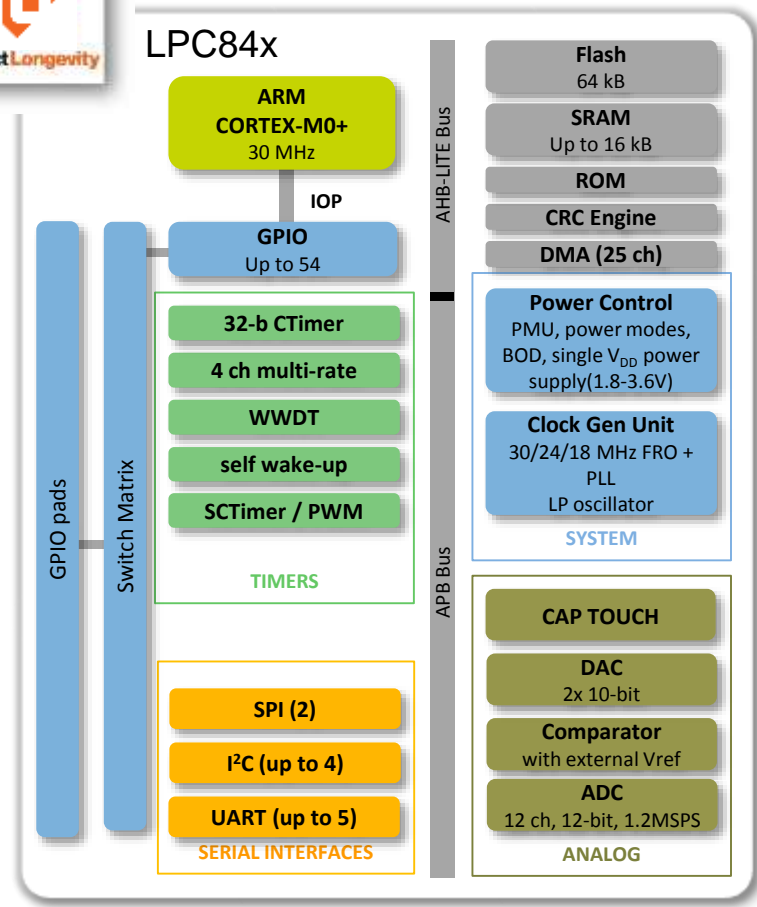 Longevity
LPC84x
ARM
CORTEX-M0+
30 MHz
IOP
GPIO
Up to 54
GPIO pads
Switch Matrix
32-b CTimer
4 ch multi-rate
WWDT
self wake-up
SCTimer / PWM
TIMERS
SPI (2)
I²C (up to 4)
UART (up to 5)
SERIAL INTERFACES
AHB-LITE Bus
APB Bus
Flash
64 kB
SRAM
Up to 16 kB
ROM
CRC Engine
DMA (25 ch)
Power Control
PMU, power modes,
BOD, single V_DD power
supply(1.8-3.6V)
Clock Gen Unit
30/24/18 MHz FRO +
PLL
LP oscillator
SYSTEM
CAP TOUCH
DAC
2x 10-bit
Comparator
with external Vref
ADC
12 ch, 12-bit, 1.2MSPS
ANALOG